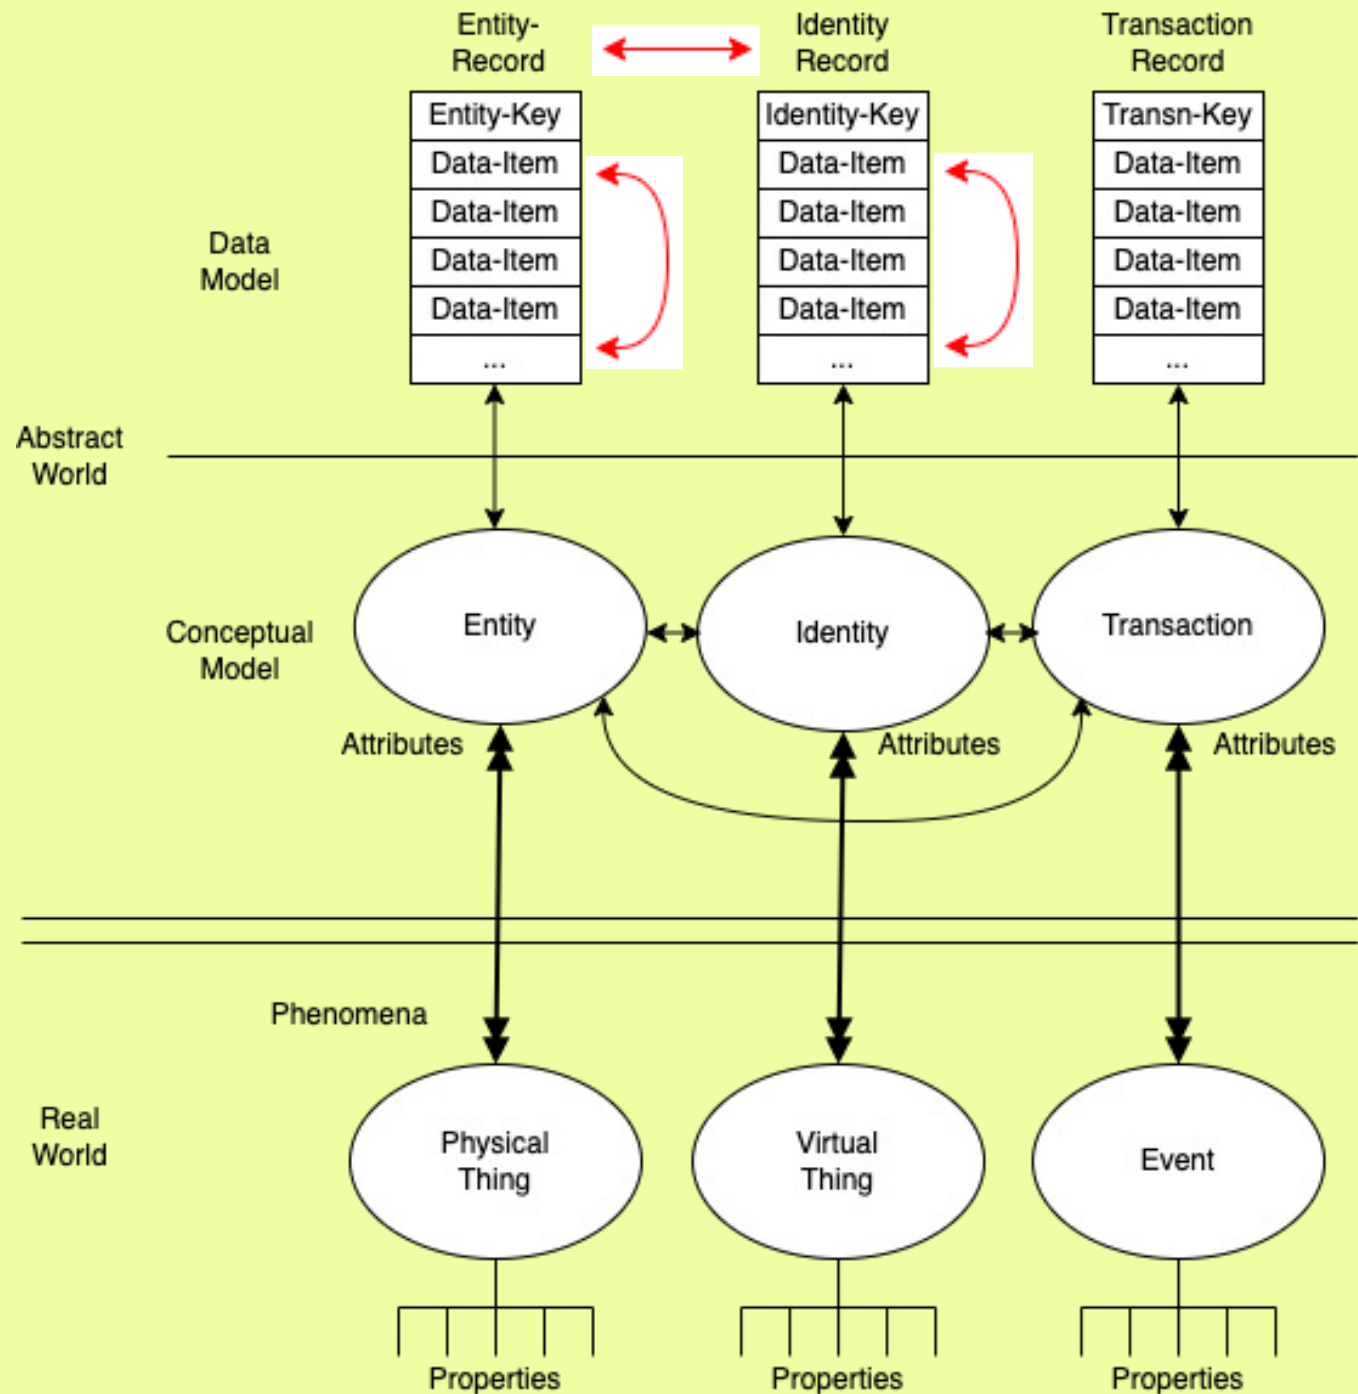 Entity-
Record
Identity
Record
Transaction
Record
Entity-Key
Data-Item
Data-Item
Data-Item
Data-Item
...
Identity-Key
Data-Item
Data-Item
Data-Item
Data-Item
...
Transn-Key
Data-Item
Data-Item
Data-Item
Data-Item
...
Data
Model
Abstract
World
Conceptual
Model
Entity
Identity
Transaction
Attributes
Attributes
Attributes
Phenomena
Real
World
Physical
Thing
Virtual
Thing
Event
Properties
Properties
Properties